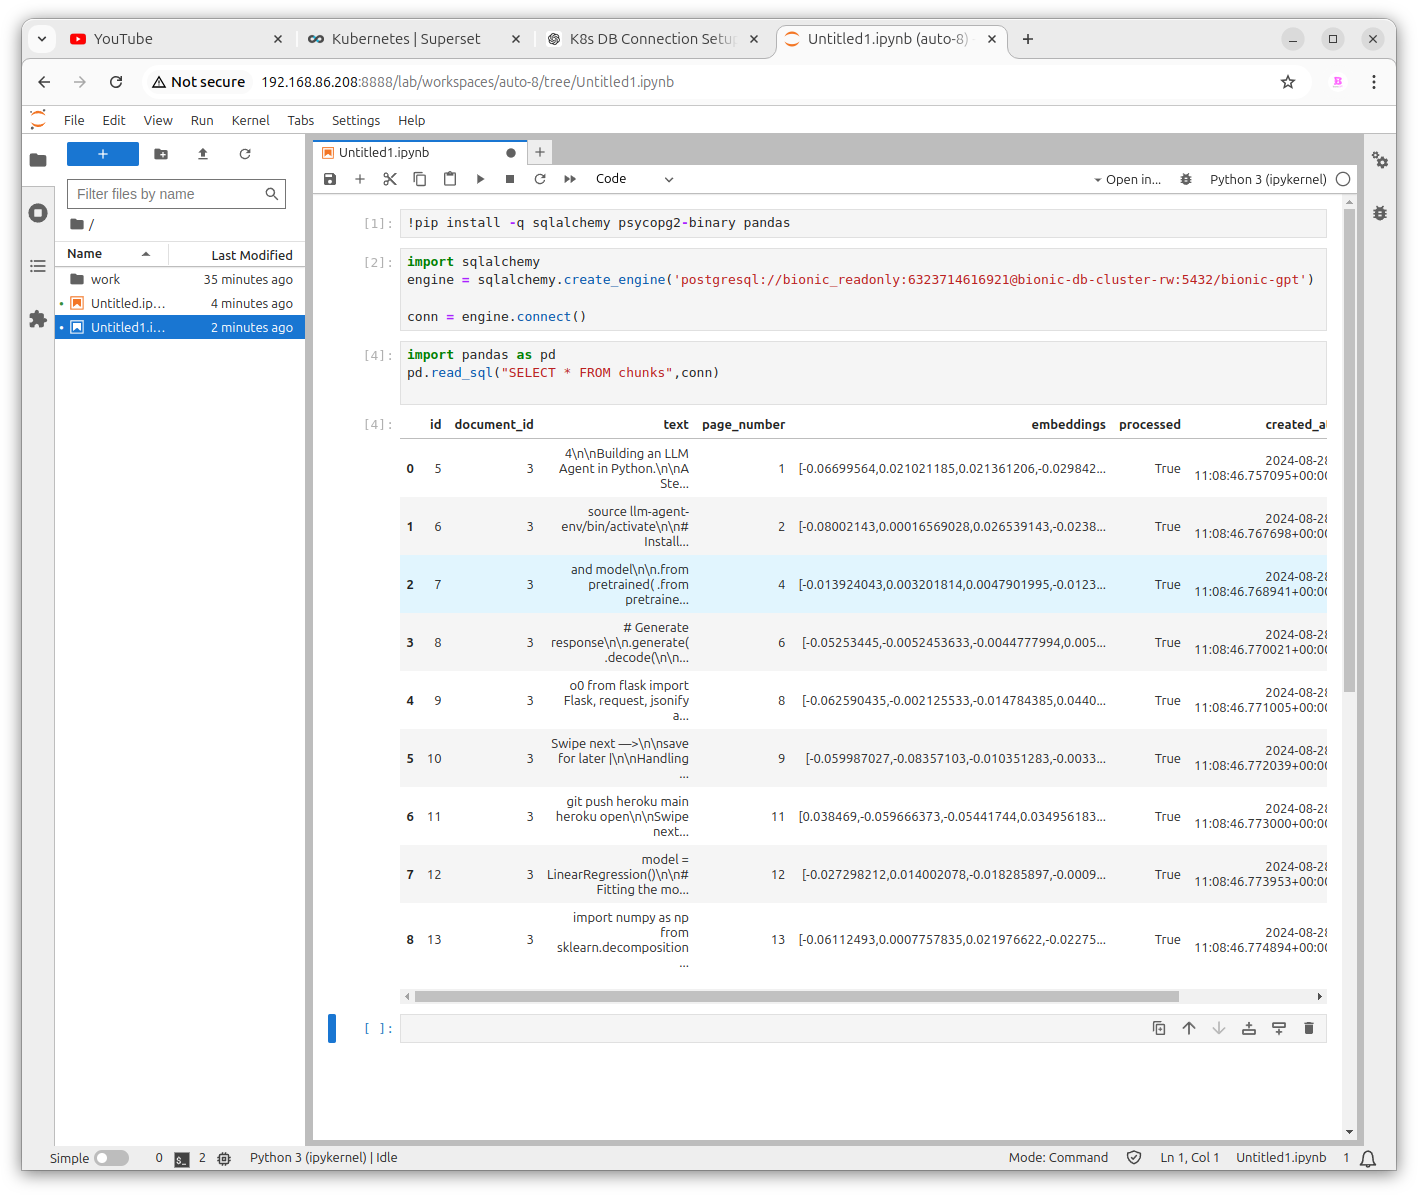 YouTube
Kubernetes | Superset
K8s DB Connection Setup
Untitled1.ipynb (auto-8)
Not secure
192.168.86.208:8888/lab/workspaces/auto-8/tree/Untitled1.ipynb
B
File Edit View Run Kernel Tabs Settings Help
Filter files by name
/
Name Last Modified
work 35 minutes ago
Untitled.ip... 4 minutes ago
Untitled1.i... 2 minutes ago
Untitled1.ipynb
Code
Open in...
Python 3 (ipykernel)
[1]: !pip install -q sqlalchemy psycopg2-binary pandas
[2]: import sqlalchemy
engine = sqlalchemy.create_engine('postgresql://bionic_readonly:6323714616921@bionic-db-cluster-rw:5432/bionic-gpt')
conn = engine.connect()
[4]: import pandas as pd
pd.read_sql("SELECT * FROM chunks",conn)
[4]: id document_id text page_number embeddings processed created_at
0 5 3 4\n\nBuilding an LLM Agent in Python.\n\nA Ste... 1 [-0.06699564,0.021021185,0.021361206,-0.029842... True 2024-08-28 11:08:46.757095+00:00
1 6 3 source llm-agent-env/bin/activate\n\n# Install... 2 [-0.08002143,0.00016569028,0.026539143,-0.0238... True 2024-08-28 11:08:46.767698+00:00
2 7 3 and model\n\n.from pretrained( .from pretraine... 4 [-0.013924043,0.003201814,0.0047901995,-0.0123... True 2024-08-28 11:08:46.768941+00:00
3 8 3 # Generate response\n\n.generate( .decode(\n\n... 6 [-0.05253445,-0.0052453633,-0.0044777994,0.005... True 2024-08-28 11:08:46.770021+00:00
4 9 3 o0 from flask import Flask, request, jsonify a... 8 [-0.062590435,-0.002125533,-0.014784385,0.0440... True 2024-08-28 11:08:46.771005+00:00
5 10 3 Swipe next —>\n\nsave for later |\n\nHandling ... 9 [-0.059987027,-0.08357103,-0.010351283,-0.0033... True 2024-08-28 11:08:46.772039+00:00
6 11 3 git push heroku main heroku open\n\nSwipe next... 11 [0.038469,-0.059666373,-0.05441744,0.034956183... True 2024-08-28 11:08:46.773000+00:00
7 12 3 model = LinearRegression()\n\n# Fitting the mo... 12 [-0.027298212,0.014002078,-0.018285897,-0.0009... True 2024-08-28 11:08:46.773953+00:00
8 13 3 import numpy as np from sklearn.decomposition ... 13 [-0.06112493,0.0007757835,0.021976622,-0.02275... True 2024-08-28 11:08:46.774894+00:00
[ ]:
Simple 0 $_ 2 Python 3 (ipykernel) | Idle
Mode: Command Ln 1, Col 1 Untitled1.ipynb 1